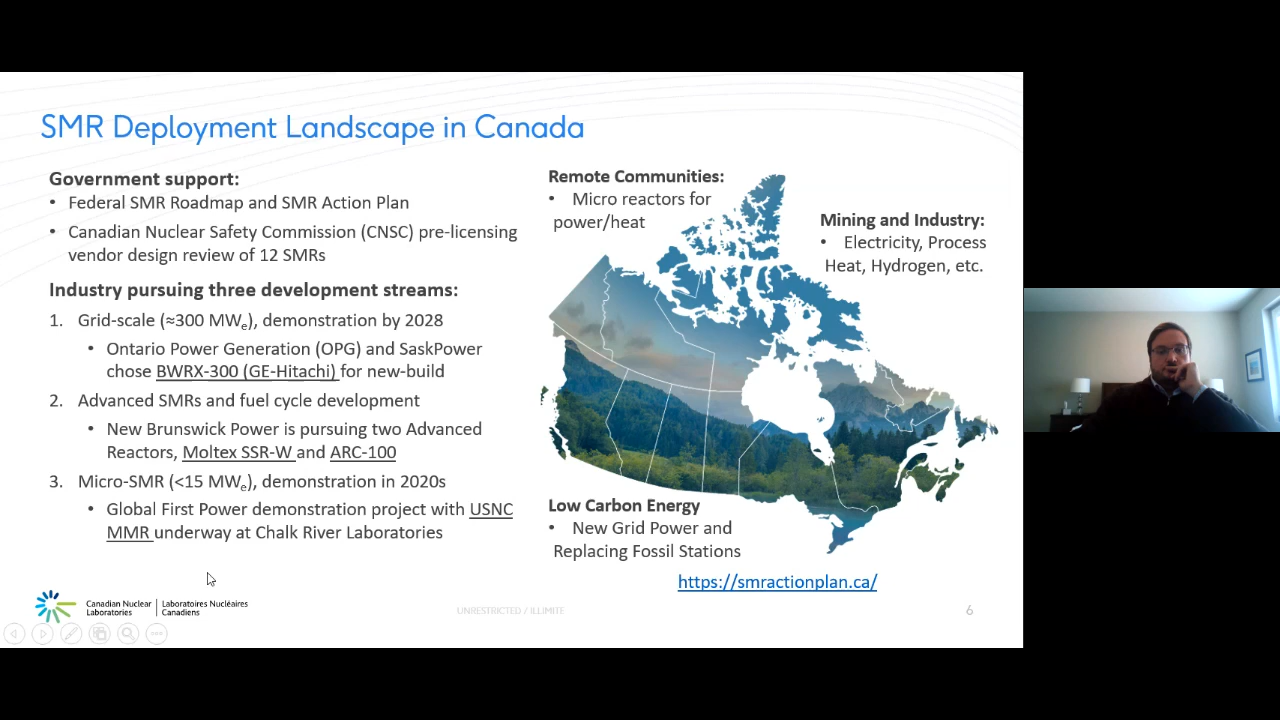 SMR Deployment Landscape in Canada
Government support:
• Federal SMR Roadmap and SMR Action Plan
• Canadian Nuclear Safety Commission (CNSC) pre-licensing
vendor design review of 12 SMRs
Industry pursuing three development streams:
1. Grid-scale (≈300 MWe), demonstration by 2028
• Ontario Power Generation (OPG) and SaskPower
chose BWRX-300 (GE-Hitachi) for new-build
2. Advanced SMRs and fuel cycle development
• New Brunswick Power is pursuing two Advanced
Reactors, Moltex SSR-W and ARC-100
3. Micro-SMR (<15 MWe), demonstration in 2020s
• Global First Power demonstration project with USNC
MMR underway at Chalk River Laboratories
Remote Communities:
• Micro reactors for
power/heat
Mining and Industry:
• Electricity, Process
Heat, Hydrogen, etc.
Low Carbon Energy
• New Grid Power and
Replacing Fossil Stations
https://smractionplan.ca/
Canadian Nuclear
Laboratories
Laboratoires Nucléaires
Canadiens
UNRESTRICTED / ILLIMITÉ
6